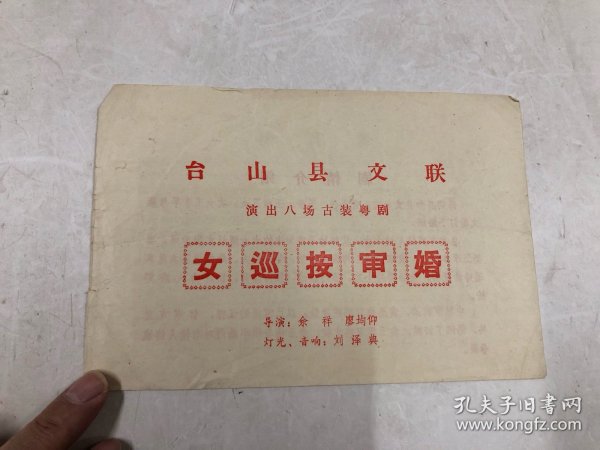 台山县文联
演出八场古装粤剧
女巡按审婚
导演：余祥 廖均仰
灯光、音响：刘泽典
孔夫子旧书网
www.kongfz.com